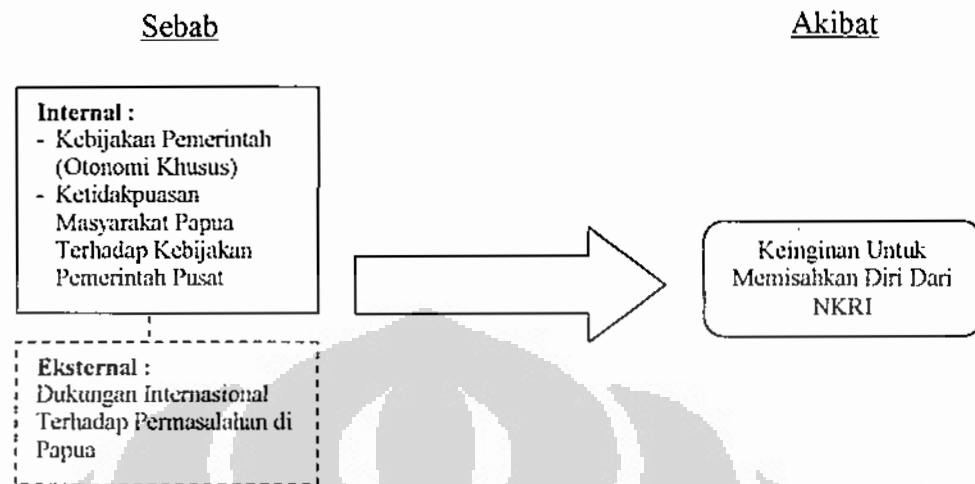 Sebab
Akibat
Internal :
- Kebijakan Pemerintah
(Otonomi Khusus)
- Ketidakpuasan
Masyarakat Papua
Terhadap Kebijakan
Pemerintah Pusat
Keinginan Untuk
Memisahkan Diri Dari
NKRI
Eksternal :
Dukungan Internasional
Terhadap Permasalahan di
Papua